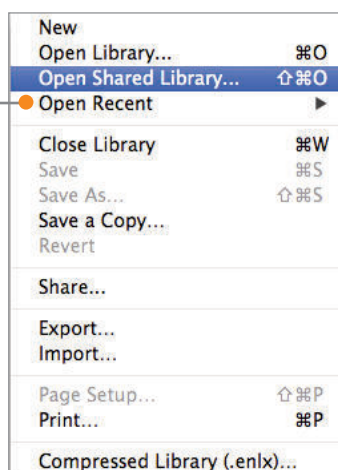 New
Open Library... ⌘O
Open Shared Library... ⇧⌘O
Open Recent ▶
Close Library ⌘W
Save ⌘S
Save As... ⇧⌘S
Save a Copy...
Revert
Share...
Export...
Import...
Page Setup... ⇧⌘P
Print... ⌘P
Compressed Library (.enlx)...